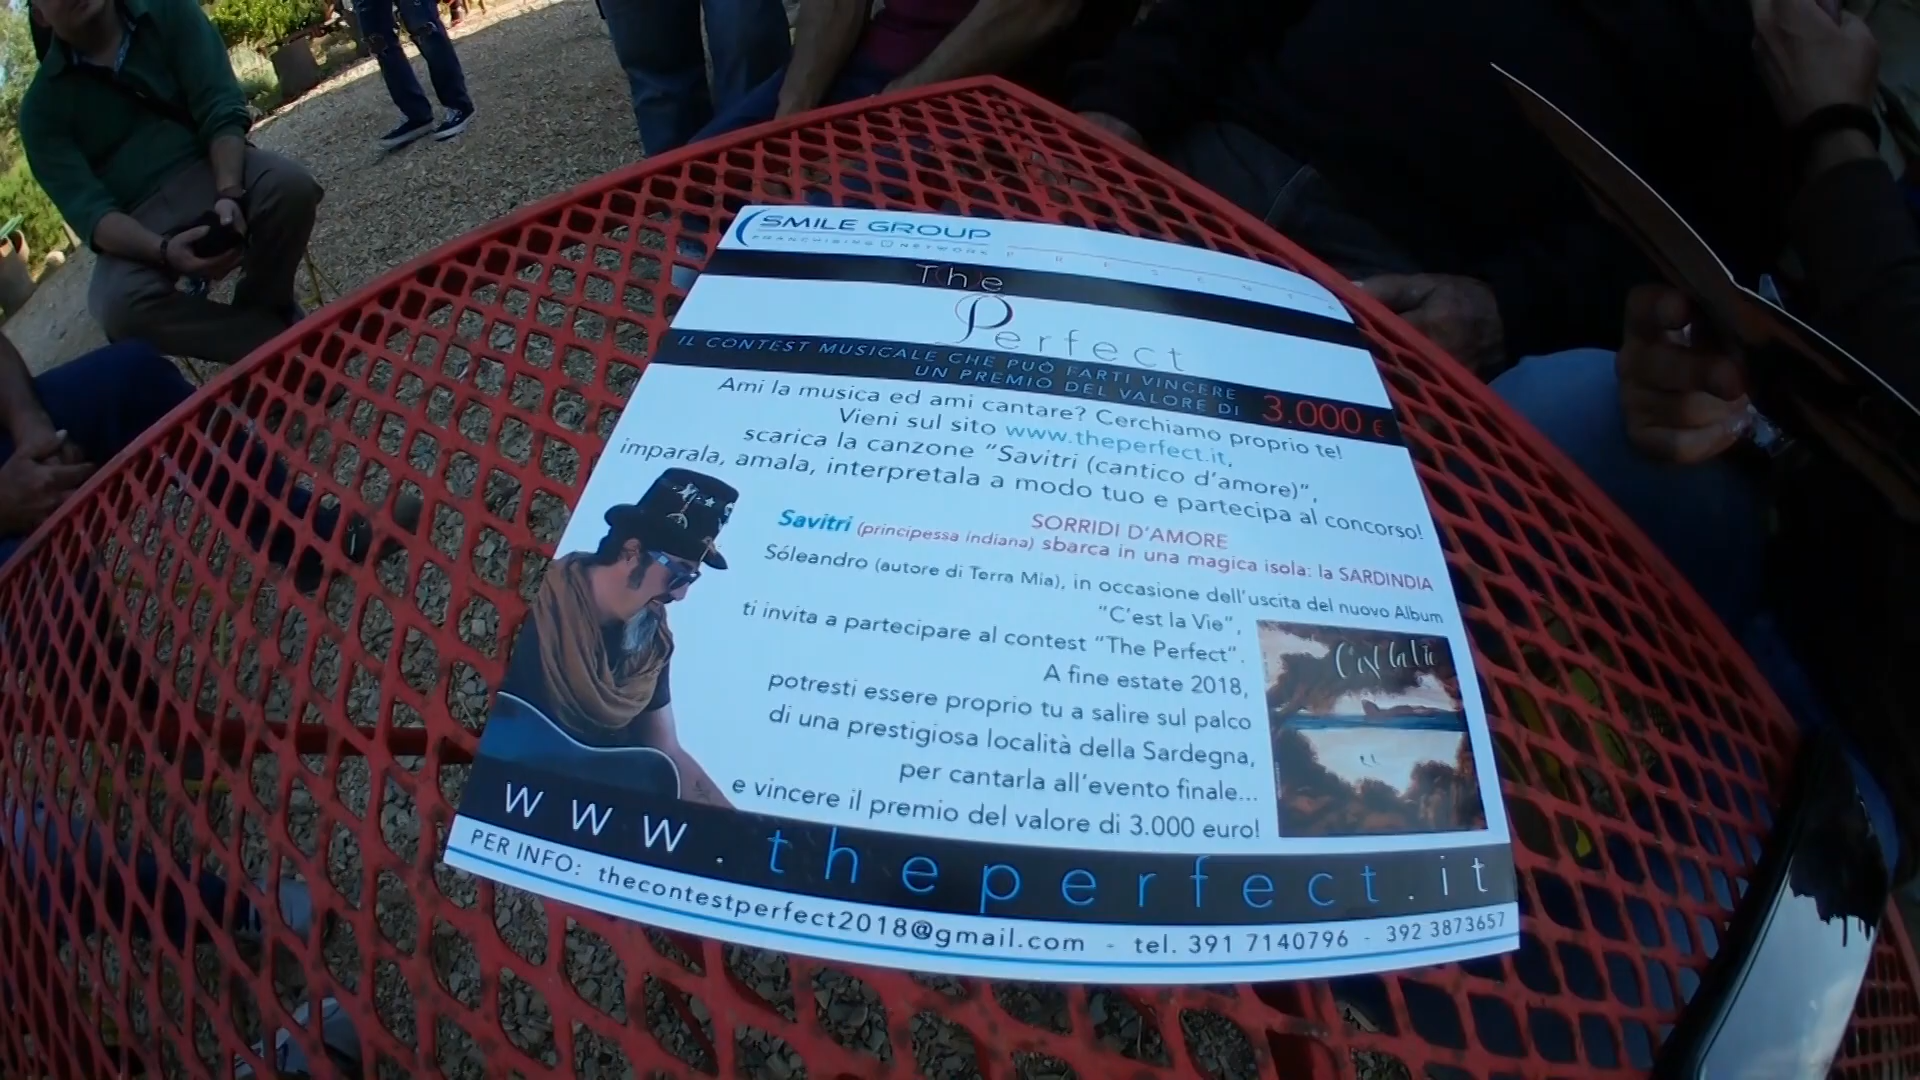 SMILE GROUP
FRANCHISING NETWORK
PRESENTA
The
Perfect
IL CONTEST MUSICALE CHE PUÒ FARTI VINCERE
UN PREMIO DEL VALORE DI 3.000 €
Ami la musica ed ami cantare? Cerchiamo proprio te!
Vieni sul sito www.theperfect.it,
scarica la canzone "Savitri (cantico d'amore)",
imparala, amala, interpretala a modo tuo e partecipa al concorso!
SORRIDI D'AMORE
Savitri (principessa indiana) sbarca in una magica isola: la SARDINDIA
Sóleandro (autore di Terra Mia), in occasione dell'uscita del nuovo Album
"C'est la Vie",
ti invita a partecipare al contest "The Perfect".
A fine estate 2018,
potresti essere proprio tu a salire sul palco
di una prestigiosa località della Sardegna,
per cantarla all'evento finale...
e vincere il premio del valore di 3.000 euro!
C'est la Vie
www.theperfect.it
PER INFO: thecontestperfect2018@gmail.com - tel. 391 7140796 - 392 3873657